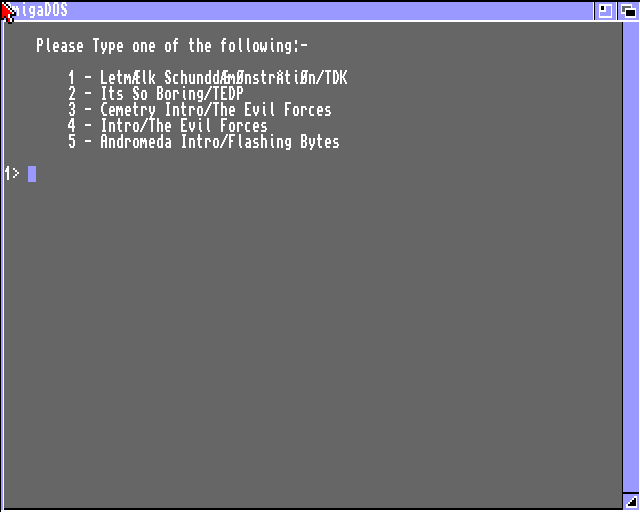 AmigaDOS
Please Type one of the following:-
1 - LetmÆlk SchunddÆmØnstrÄtiØn/TDK
2 - Its So Boring/TEDP
3 - Cemetry Intro/The Evil Forces
4 - Intro/The Evil Forces
5 - Andromeda Intro/Flashing Bytes
1>